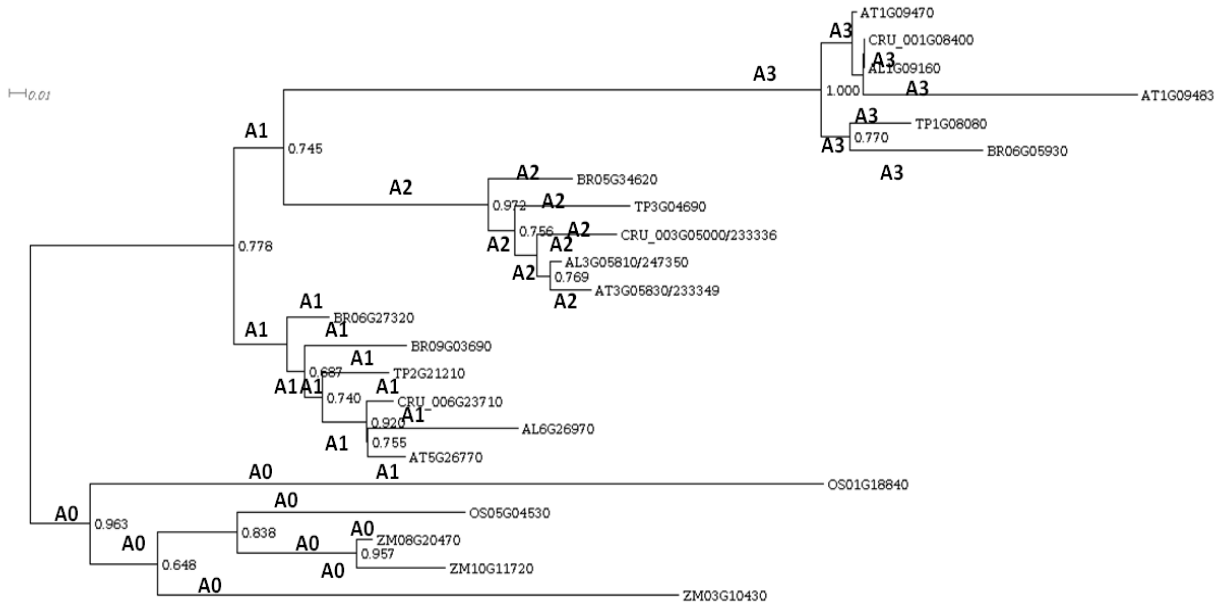 AT1G09470
A3
CRU_001G08400
A3
AL1G09160
A3
1.000
A3
AT1G09483
0.01
A3
TP1G08080
A1
0.770
A3
BR06G05930
0.745
A3
A2
BR05G34620
A2
0.972
A2
TP3G04690
0.756
A2
CRU_003G05000/233336
A2
A2
0.778
AL3G05810/247350
A2
0.769
AT3G05830/233349
A2
A1
BR06G27320
A1
A1
BR09G03690
A1
0.687
TP2G21210
A1
A1
A1
0.740
CRU_006G23710
A1
0.920
AL6G26970
A1
0.755
AT5G26770
A0
A1
OS01G18840
A0
A0
OS05G04530
0.963
0.838
A0
ZM08G20470
A0
A0
0.957
0.648
A0
ZM10G11720
A0
ZM03G10430